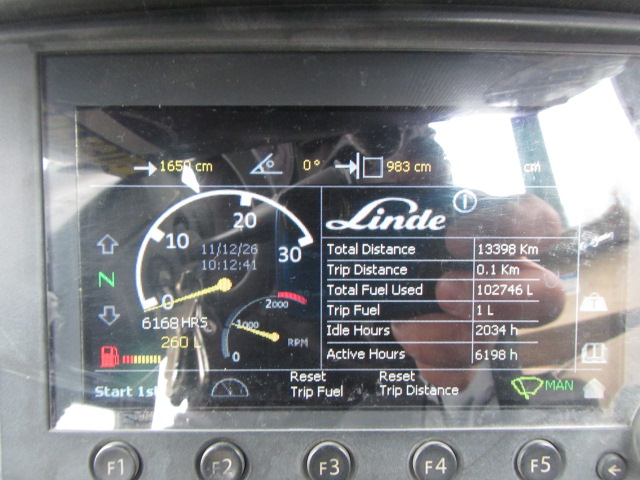 1650 cm
0°
983 cm
cm
Linde
10
20
30
0
11/12/26
10:12:41
2000
1000
0
RPM
N
6168 HRS
260 L
Total Distance 13398 Km
Trip Distance 0.1 Km
Total Fuel Used 102746 L
Trip Fuel 1 L
Idle Hours 2034 h
Active Hours 6198 h
Start 1st
Reset
Trip Fuel
Reset
Trip Distance
MAN
F1 F2 F3 F4 F5